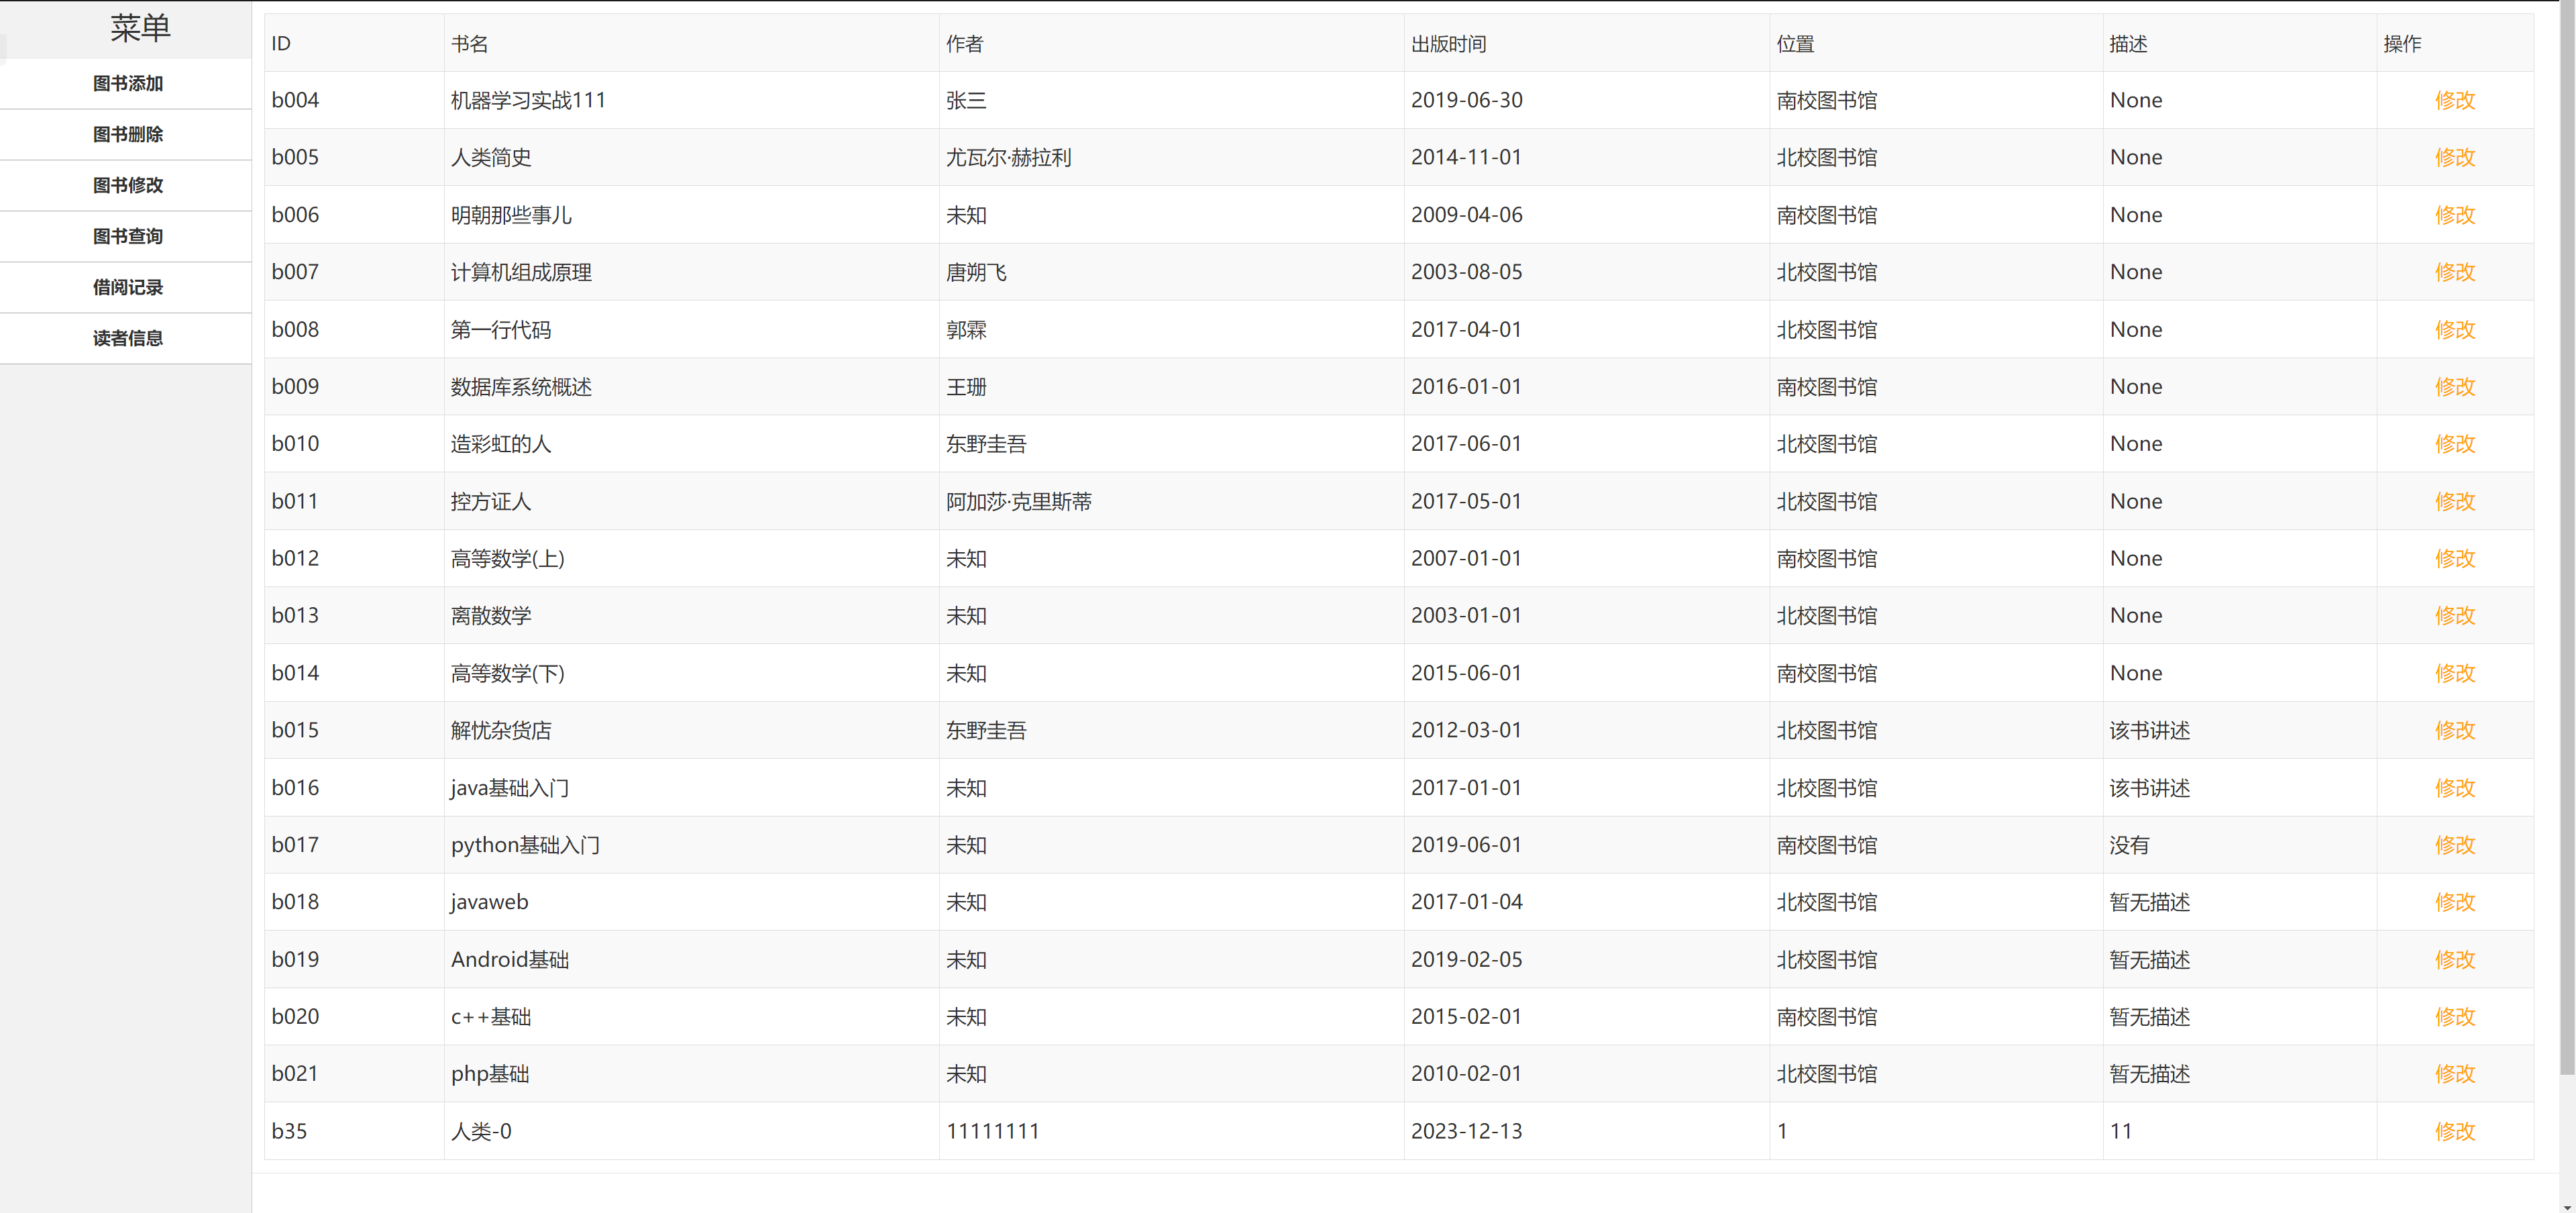 菜单
图书添加
图书删除
图书修改
图书查询
借阅记录
读者信息
ID 书名 作者 出版时间 位置 描述 操作
b004 机器学习实战111 张三 2019-06-30 南校图书馆 None 修改
b005 人类简史 尤瓦尔·赫拉利 2014-11-01 北校图书馆 None 修改
b006 明朝那些事儿 未知 2009-04-06 南校图书馆 None 修改
b007 计算机组成原理 唐朔飞 2003-08-05 北校图书馆 None 修改
b008 第一行代码 郭霖 2017-04-01 北校图书馆 None 修改
b009 数据库系统概述 王珊 2016-01-01 南校图书馆 None 修改
b010 造彩虹的人 东野圭吾 2017-06-01 北校图书馆 None 修改
b011 控方证人 阿加莎·克里斯蒂 2017-05-01 北校图书馆 None 修改
b012 高等数学(上) 未知 2007-01-01 南校图书馆 None 修改
b013 离散数学 未知 2003-01-01 北校图书馆 None 修改
b014 高等数学(下) 未知 2015-06-01 南校图书馆 None 修改
b015 解忧杂货店 东野圭吾 2012-03-01 北校图书馆 该书讲述 修改
b016 java基础入门 未知 2017-01-01 北校图书馆 该书讲述 修改
b017 python基础入门 未知 2019-06-01 南校图书馆 没有 修改
b018 javaweb 未知 2017-01-04 北校图书馆 暂无描述 修改
b019 Android基础 未知 2019-02-05 北校图书馆 暂无描述 修改
b020 c++基础 未知 2015-02-01 南校图书馆 暂无描述 修改
b021 php基础 未知 2010-02-01 北校图书馆 暂无描述 修改
b35 人类-0 11111111 2023-12-13 1 11 修改